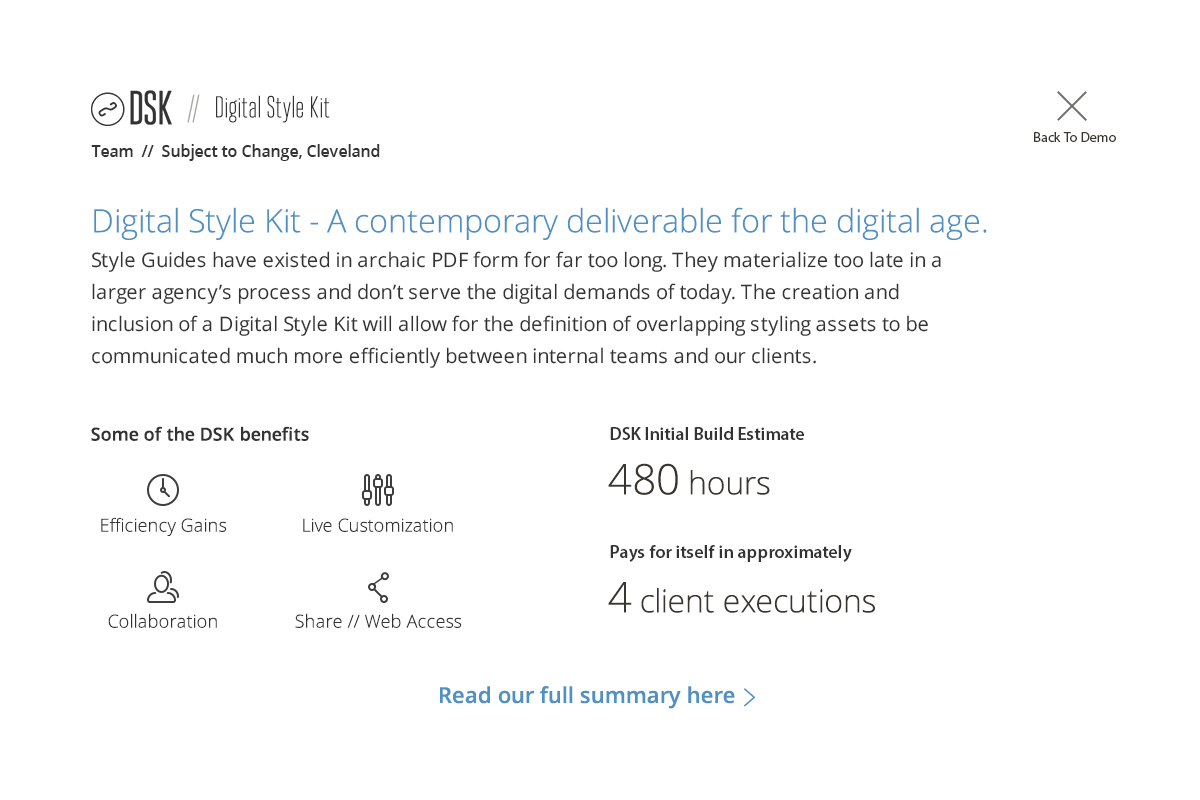 DSK // Digital Style Kit
Back To Demo
Team // Subject to Change, Cleveland
Digital Style Kit - A contemporary deliverable for the digital age.
Style Guides have existed in archaic PDF form for far too long. They materialize too late in a
larger agency’s process and don’t serve the digital demands of today. The creation and
inclusion of a Digital Style Kit will allow for the definition of overlapping styling assets to be
communicated much more efficiently between internal teams and our clients.
Some of the DSK benefits
Efficiency Gains
Live Customization
Collaboration
Share // Web Access
DSK Initial Build Estimate
480 hours
Pays for itself in approximately
4 client executions
Read our full summary here >